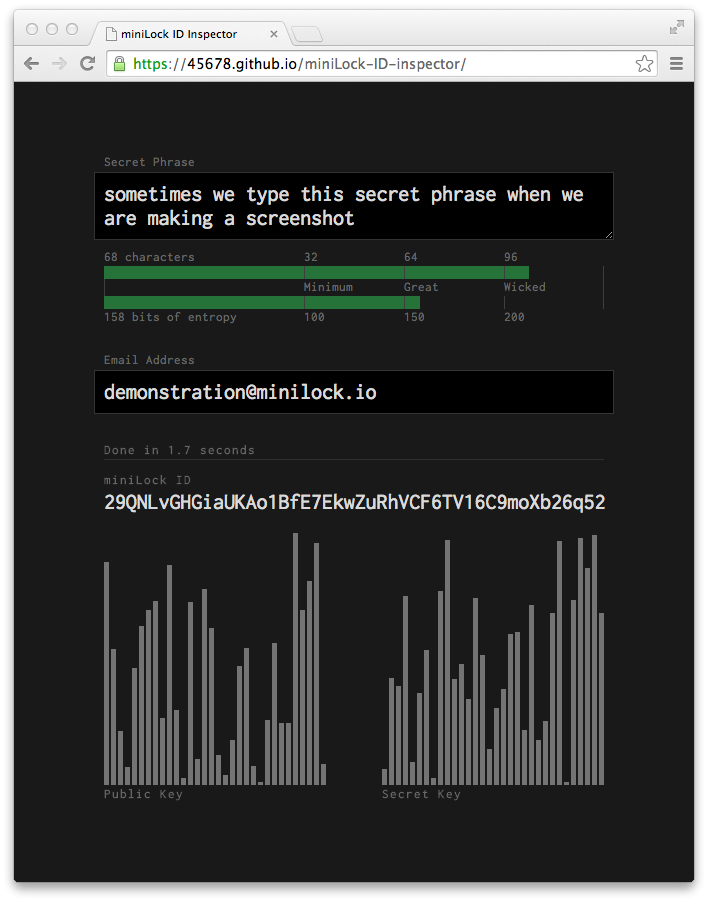 miniLock ID Inspector
https://45678.github.io/miniLock-ID-inspector/
Secret Phrase
sometimes we type this secret phrase when we
are making a screenshot
68 characters 32 64 96
Minimum Great Wicked
158 bits of entropy 100 150 200
Email Address
demonstration@minilock.io
Done in 1.7 seconds
miniLock ID
29QNLvGHGiaUKAo1BfE7EkwZuRhVCF6TV16C9moXb26q52
Public Key Secret Key